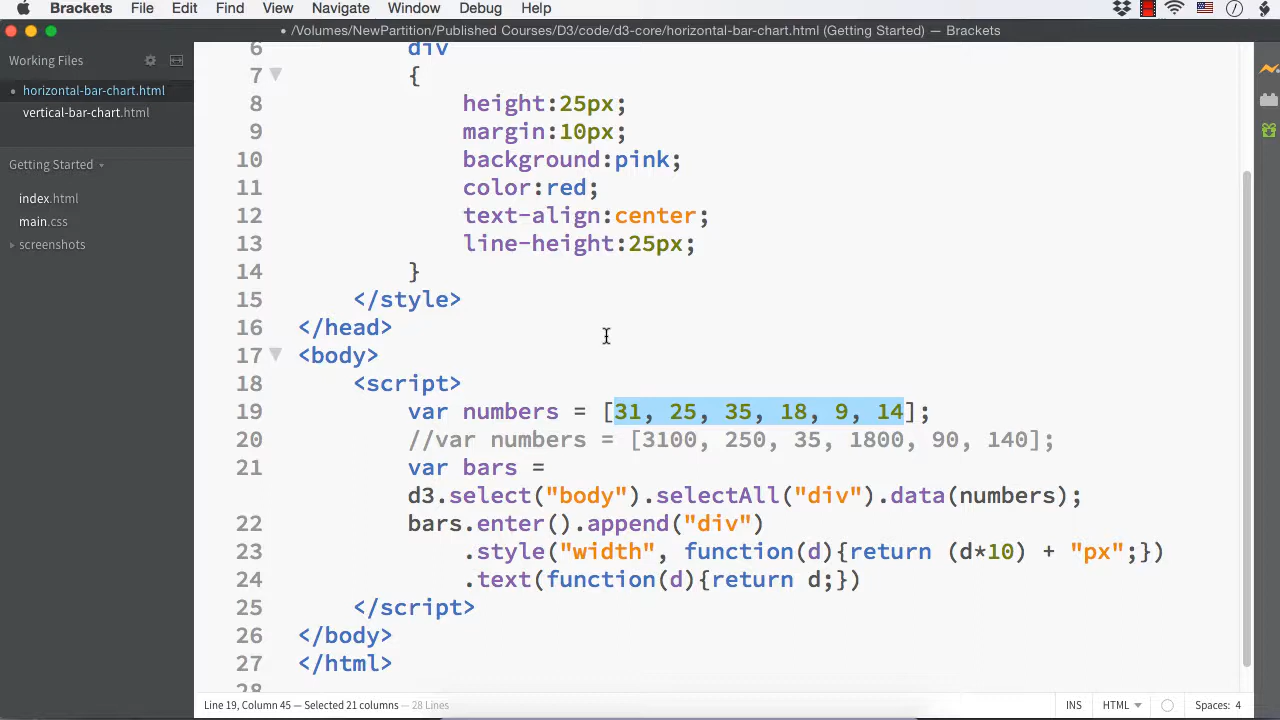 Brackets File Edit Find View Navigate Window Debug Help
• /Volumes/NewPartition/Published Courses/D3/code/d3-core/horizontal-bar-chart.html (Getting Started) — Brackets
Working Files
• horizontal-bar-chart.html
vertical-bar-chart.html
Getting Started
index.html
main.css
screenshots
6 div
7 {
8 height:25px;
9 margin:10px;
10 background:pink;
11 color:red;
12 text-align:center;
13 line-height:25px;
14 }
15 </style>
16 </head>
17 <body>
18 <script>
19 var numbers = [31, 25, 35, 18, 9, 14];
20 //var numbers = [3100, 250, 35, 1800, 90, 140];
21 var bars =
d3.select("body").selectAll("div").data(numbers);
22 bars.enter().append("div")
23 .style("width", function(d){return (d*10) + "px";})
24 .text(function(d){return d;})
25 </script>
26 </body>
27 </html>
28
Line 19, Column 45 — Selected 21 columns — 28 Lines
INS HTML Spaces: 4